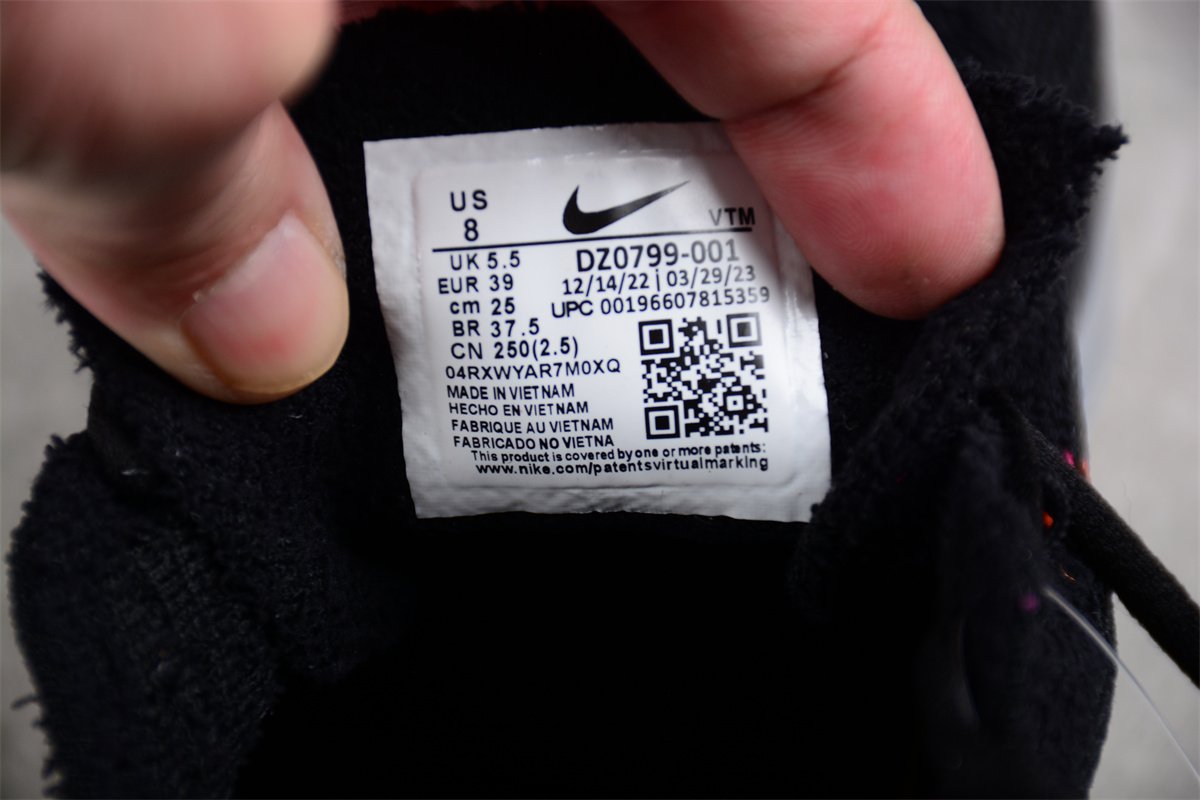 US
8
VTM
UK 5.5
DZ0799-001
EUR 39
12/14/22 | 03/29/23
cm 25
UPC 00196607815359
BR 37.5
CN 250(2.5)
04RXWYAR7M0XQ
MADE IN VIETNAM
HECHO EN VIETNAM
FABRIQUE AU VIETNAM
FABRICADO NO VIETNA
This product is covered by one or more patents:
www.nike.com/patentsvirtualmarking